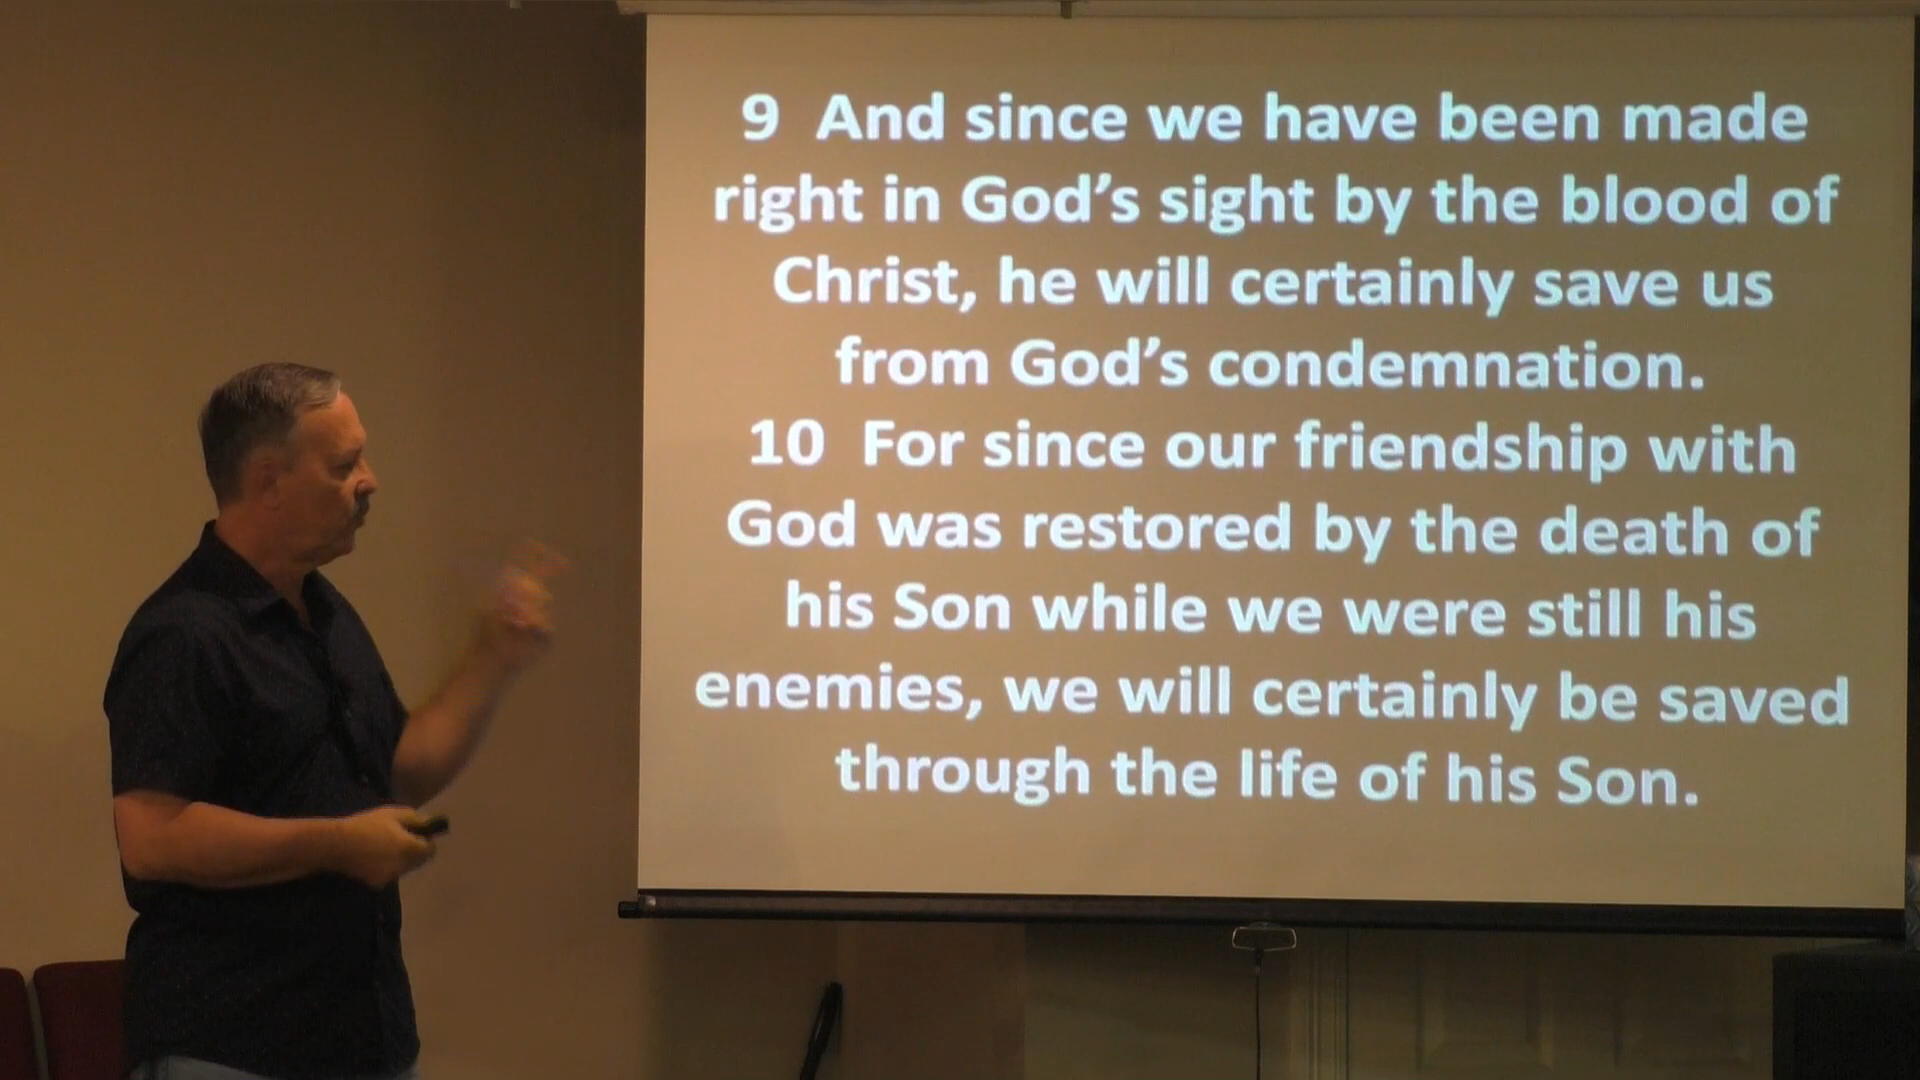 9 And since we have been made
right in God’s sight by the blood of
Christ, he will certainly save us
from God’s condemnation.
10 For since our friendship with
God was restored by the death of
his Son while we were still his
enemies, we will certainly be saved
through the life of his Son.